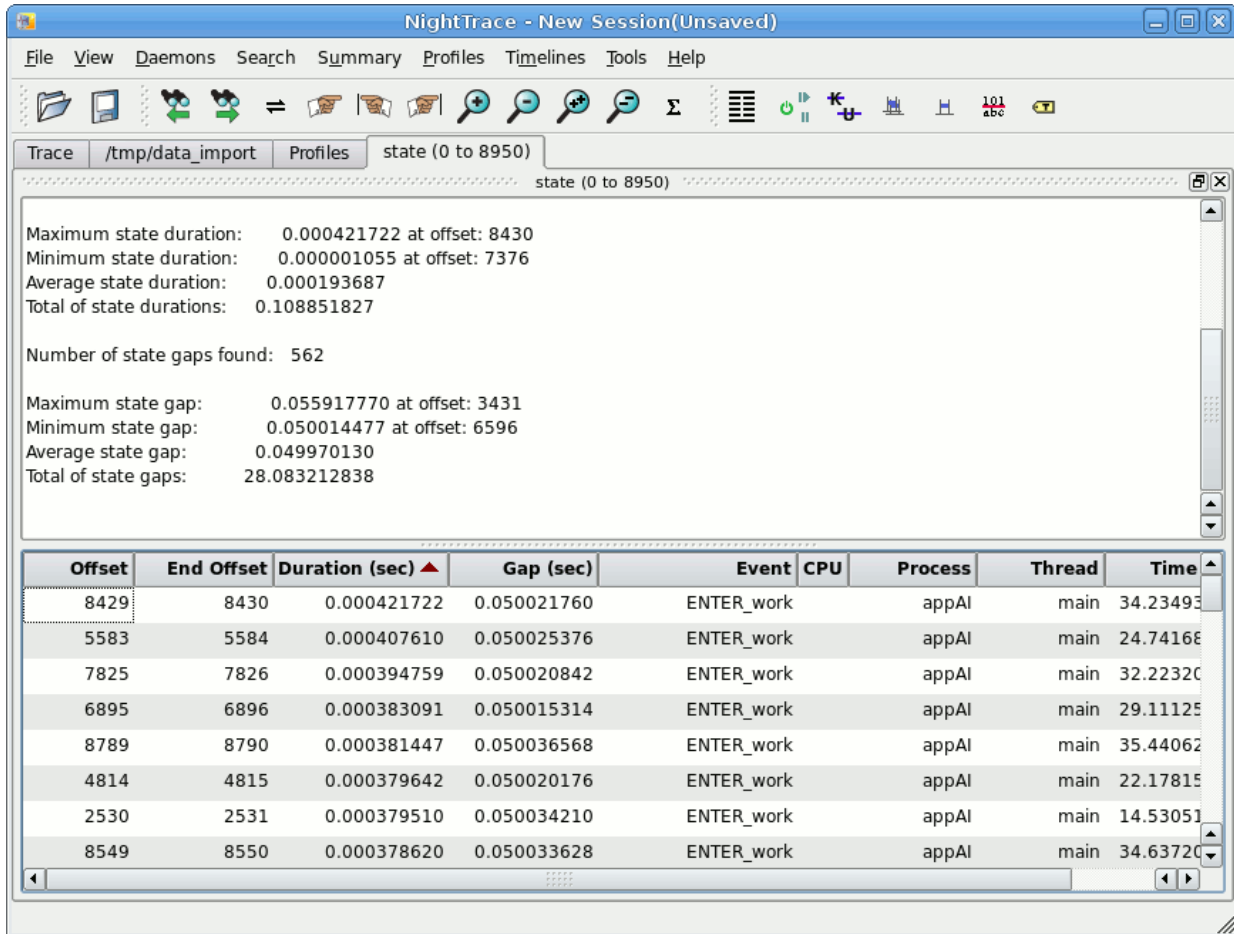 NightTrace - New Session(Unsaved)
File View Daemons Search Summary Profiles Timelines Tools Help
Σ K U 101 abc T
Trace /tmp/data_import Profiles state (0 to 8950)
state (0 to 8950)
Maximum state duration: 0.000421722 at offset: 8430
Minimum state duration: 0.000001055 at offset: 7376
Average state duration: 0.000193687
Total of state durations: 0.108851827
Number of state gaps found: 562
Maximum state gap: 0.055917770 at offset: 3431
Minimum state gap: 0.050014477 at offset: 6596
Average state gap: 0.049970130
Total of state gaps: 28.083212838
Offset End Offset Duration (sec) Gap (sec) Event CPU Process Thread Time
8429 8430 0.000421722 0.050021760 ENTER_work appAI main 34.23493
5583 5584 0.000407610 0.050025376 ENTER_work appAI main 24.74168
7825 7826 0.000394759 0.050020842 ENTER_work appAI main 32.22320
6895 6896 0.000383091 0.050015314 ENTER_work appAI main 29.11125
8789 8790 0.000381447 0.050036568 ENTER_work appAI main 35.44062
4814 4815 0.000379642 0.050020176 ENTER_work appAI main 22.17815
2530 2531 0.000379510 0.050034210 ENTER_work appAI main 14.53051
8549 8550 0.000378620 0.050033628 ENTER_work appAI main 34.63720